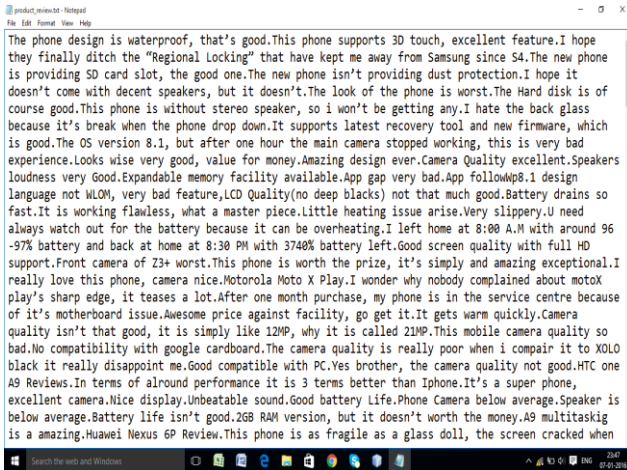 product_review.txt - Notepad
File Edit Format View Help
The phone design is waterproof, that's good.This phone supports 3D touch, excellent feature.I hope
they finally ditch the “Regional Locking” that have kept me away from Samsung since S4.The new phone
is providing SD card slot, the good one.The new phone isn't providing dust protection.I hope it
doesn't come with decent speakers, but it doesn't.The look of the phone is worst.The Hard disk is of
course good.This phone is without stereo speaker, so i won't be getting any.I hate the back glass
because it's break when the phone drop down.It supports latest recovery tool and new firmware, which
is good.The OS version 8.1, but after one hour the main camera stopped working, this is very bad
experience.Looks wise very good, value for money.Amazing design ever.Camera Quality excellent.Speakers
loudness very Good.Expandable memory facility available.App gap very bad.App followWp8.1 design
language not WLOM, very bad feature,LCD Quality(no deep blacks) not that much good.Battery drains so
fast.It is working flawless, what a master piece.Little heating issue arise.Very slippery.U need
always watch out for the battery because it can be overheating.I left home at 8:00 A.M with around 96
-97% battery and back at home at 8:30 PM with 3740% battery left.Good screen quality with full HD
support.Front camera of Z3+ worst.This phone is worth the prize, it's simply and amazing exceptional.I
really love this phone, camera nice.Motorola Moto X Play.I wonder why nobody complained about motoX
play's sharp edge, it teases a lot.After one month purchase, my phone is in the service centre because
of it's motherboard issue.Awesome price against facility, go get it.It gets warm quickly.Camera
quality isn't that good, it is simply like 12MP, why it is called 21MP.This mobile camera quality so
bad.No compatibility with google cardboard.The camera quality is really poor when i compair it to XOLO
black it really disappoint me.Good compatible with PC.Yes brother, the camera quality not good.HTC one
A9 Reviews.In terms of alround performance it is 3 terms better than Iphone.It's a super phone,
excellent camera.Nice display.Unbeatable sound.Good battery Life.Phone Camera below average.Speaker is
below average.Battery life isn't good.2GB RAM version, but it doesn't worth the money.A9 multitaskig
is a amazing.Huawei Nexus 6P Review.This phone is as fragile as a glass doll, the screen cracked when
Search the web and Windows
ENG
23:47
07-01-2016